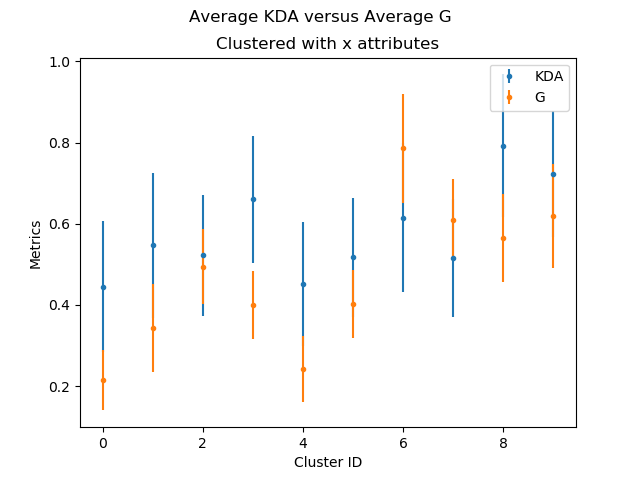 Average KDA versus Average G
Clustered with x attributes
KDA
G
1.0
0.8
0.6
0.4
0.2
Metrics
0 2 4 6 8
Cluster ID